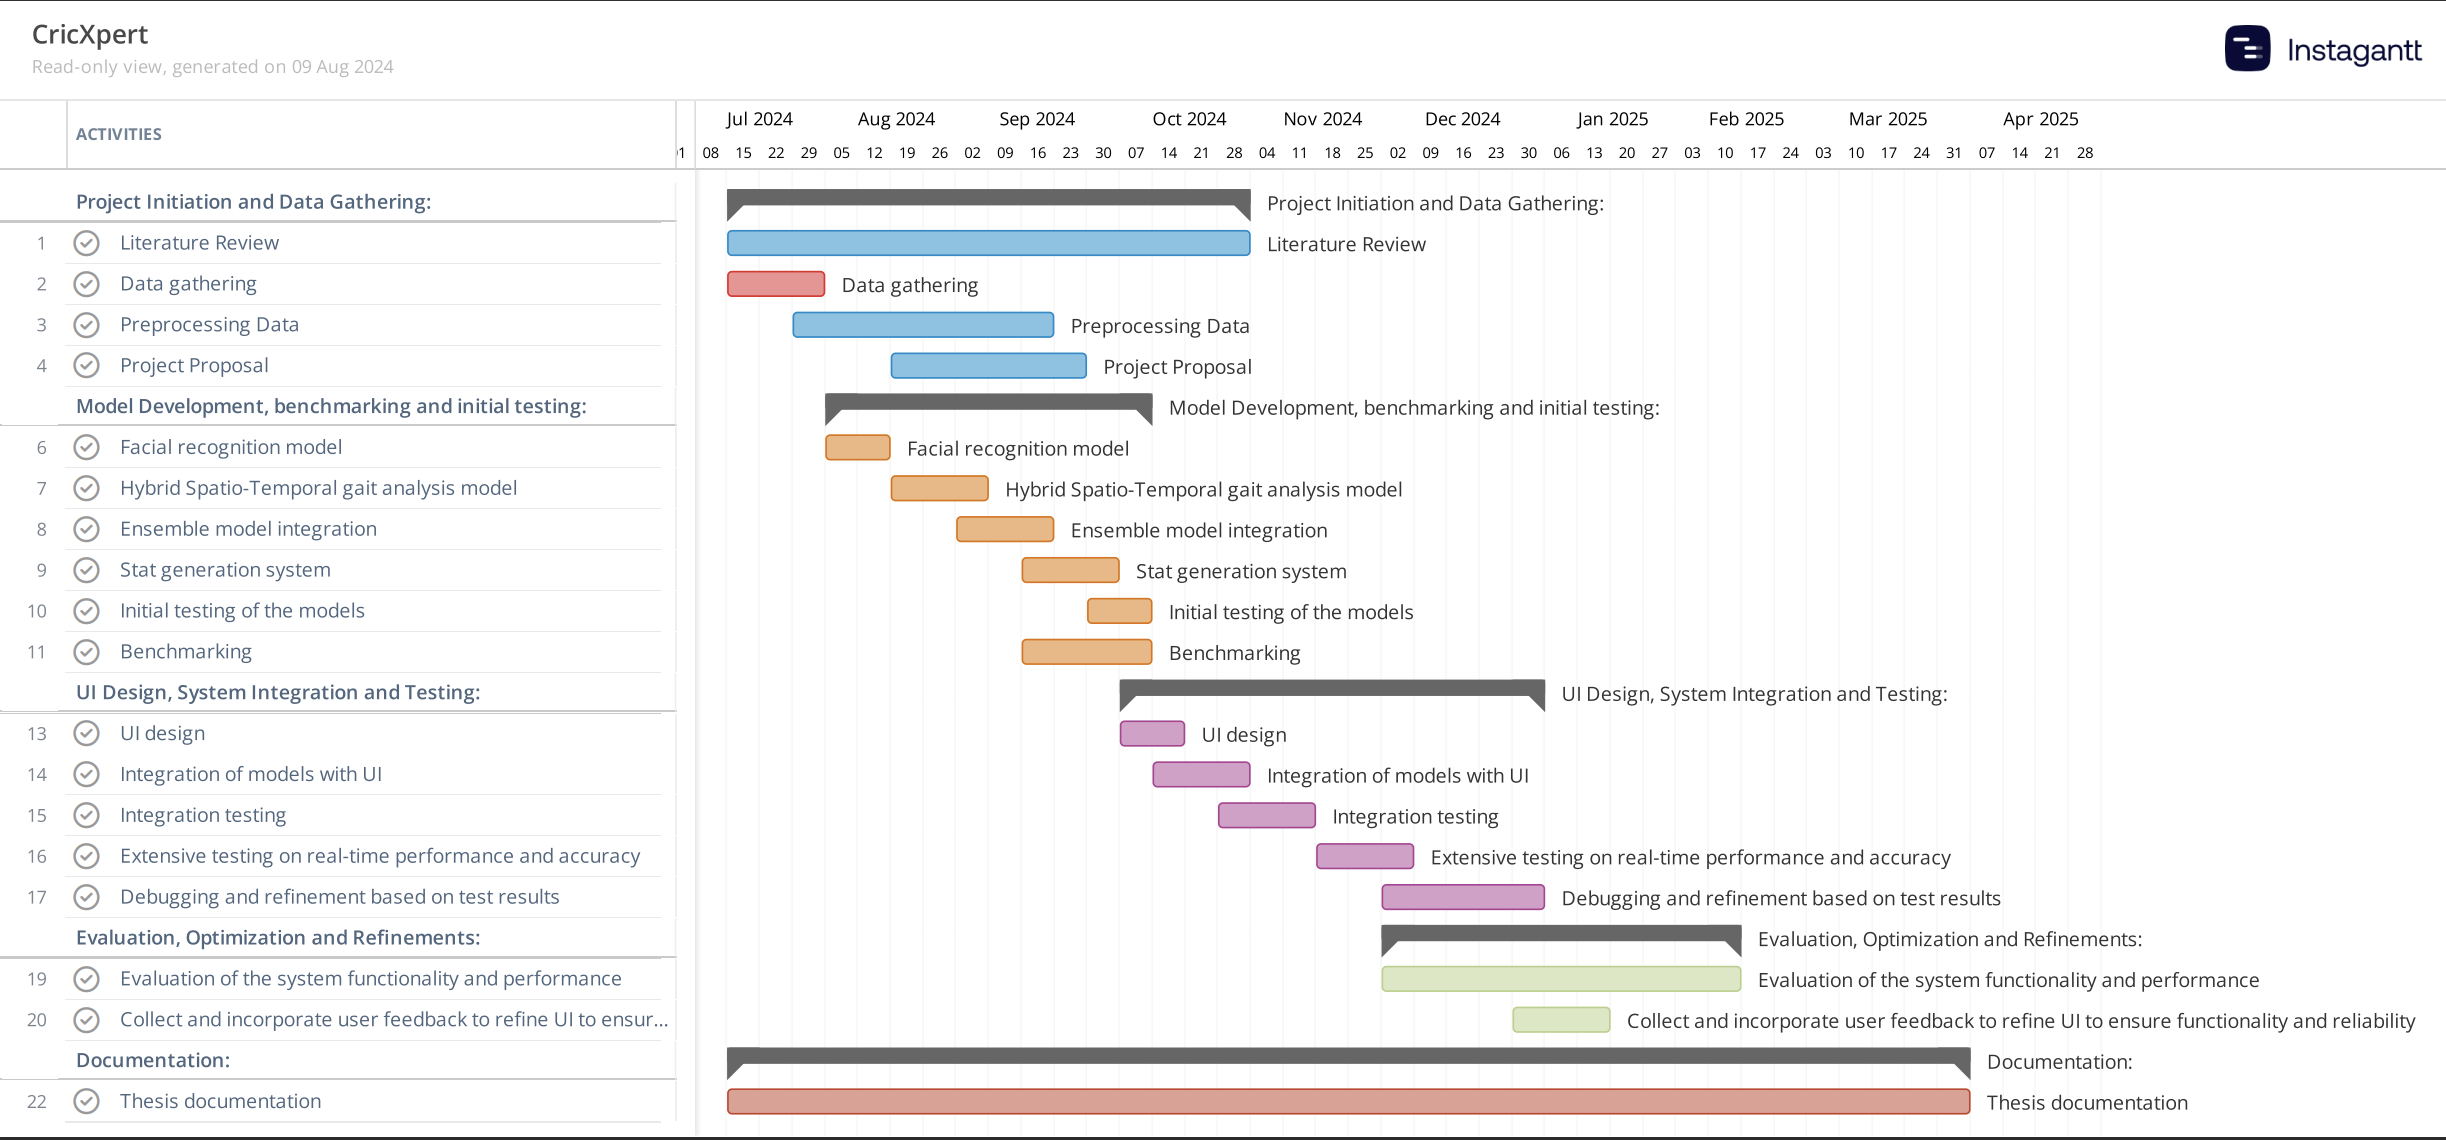 CricXpert
Read-only view, generated on 09 Aug 2024
Instagantt
ACTIVITIES
Jul 2024 Aug 2024 Sep 2024 Oct 2024 Nov 2024 Dec 2024 Jan 2025 Feb 2025 Mar 2025 Apr 2025
08 15 22 29 05 12 19 26 02 09 16 23 30 07 14 21 28 04 11 18 25 02 09 16 23 30 06 13 20 27 03 10 17 24 03 10 17 24 31 07 14 21 28
Project Initiation and Data Gathering: Project Initiation and Data Gathering:
1 Literature Review Literature Review
2 Data gathering Data gathering
3 Preprocessing Data Preprocessing Data
4 Project Proposal Project Proposal
Model Development, benchmarking and initial testing: Model Development, benchmarking and initial testing:
6 Facial recognition model Facial recognition model
7 Hybrid Spatio-Temporal gait analysis model Hybrid Spatio-Temporal gait analysis model
8 Ensemble model integration Ensemble model integration
9 Stat generation system Stat generation system
10 Initial testing of the models Initial testing of the models
11 Benchmarking Benchmarking
UI Design, System Integration and Testing: UI Design, System Integration and Testing:
13 UI design UI design
14 Integration of models with UI Integration of models with UI
15 Integration testing Integration testing
16 Extensive testing on real-time performance and accuracy Extensive testing on real-time performance and accuracy
17 Debugging and refinement based on test results Debugging and refinement based on test results
Evaluation, Optimization and Refinements: Evaluation, Optimization and Refinements:
19 Evaluation of the system functionality and performance Evaluation of the system functionality and performance
20 Collect and incorporate user feedback to refine UI to ensur... Collect and incorporate user feedback to refine UI to ensure functionality and reliability
Documentation: Documentation:
22 Thesis documentation Thesis documentation